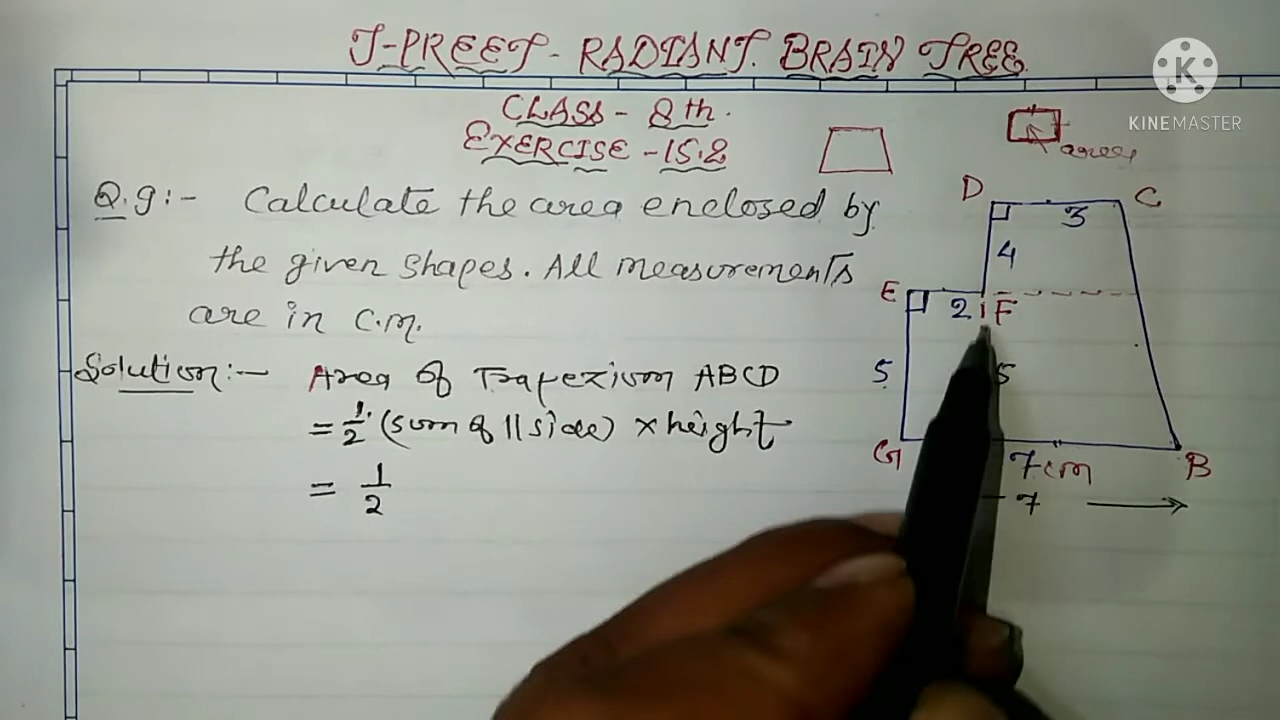 J-PREET- RADIANT. BRAIN TREE
KINEMASTER
CLASS - 8th.
EXERCISE -15.2
area,
Q.9:- Calculate the area enclosed by
the given shapes. All measurements
are in C.M.
Solution:- Area of Trapezium ABCD
= 1/2 (sum of || side) x height
= 1/2
D C
3
4
E 2 F
5 5
G 7cm B
7